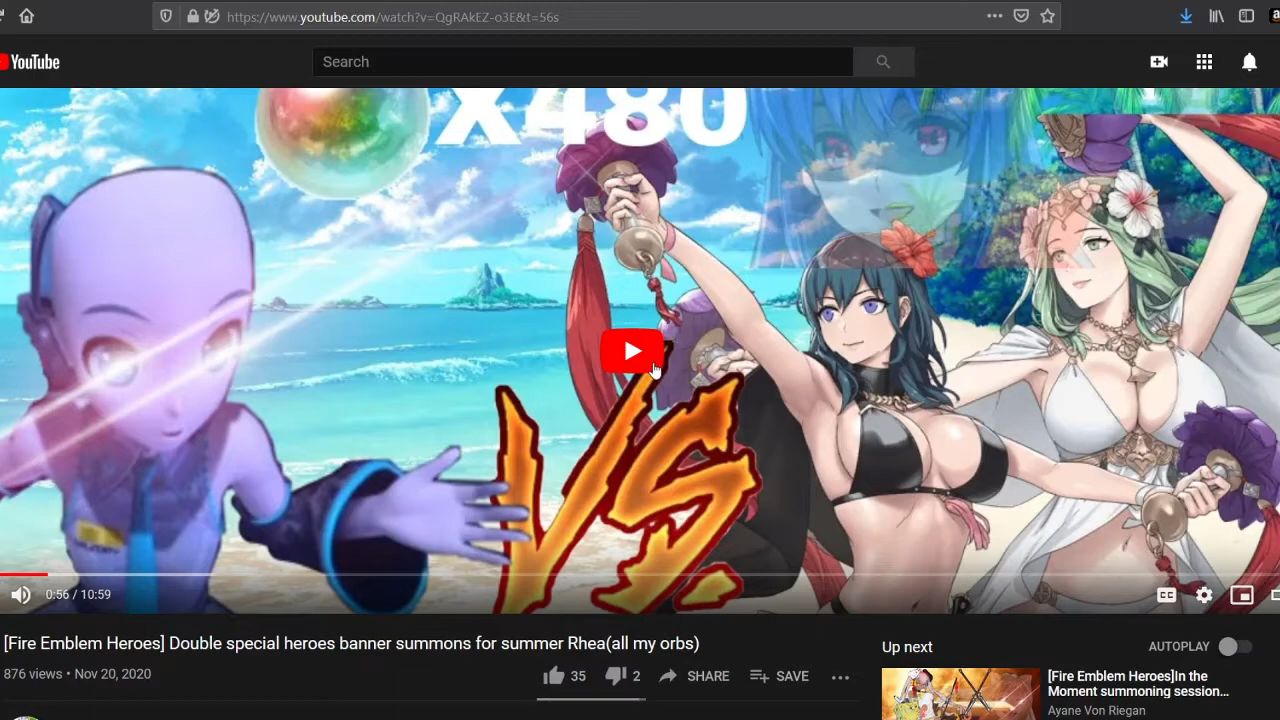 https://www.youtube.com/watch?v=QgRAkEZ-o3E&t=56s
YouTube
Search
X480
VS.
0:56 / 10:59
CC
[Fire Emblem Heroes] Double special heroes banner summons for summer Rhea(all my orbs)
876 views • Nov 20, 2020
35
2
SHARE
SAVE
Up next
AUTOPLAY
[Fire Emblem Heroes]In the
Moment summoning session...
Ayane Von Riegan